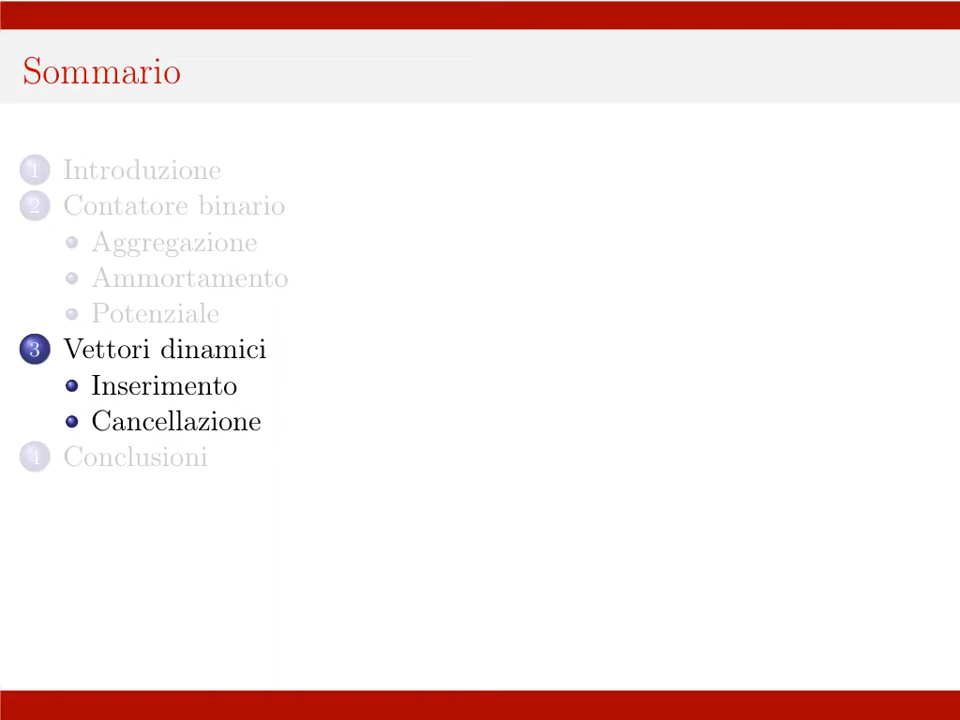 Sommario
1 Introduzione
2 Contatore binario
Aggregazione
Ammortamento
Potenziale
3 Vettori dinamici
Inserimento
Cancellazione
4 Conclusioni